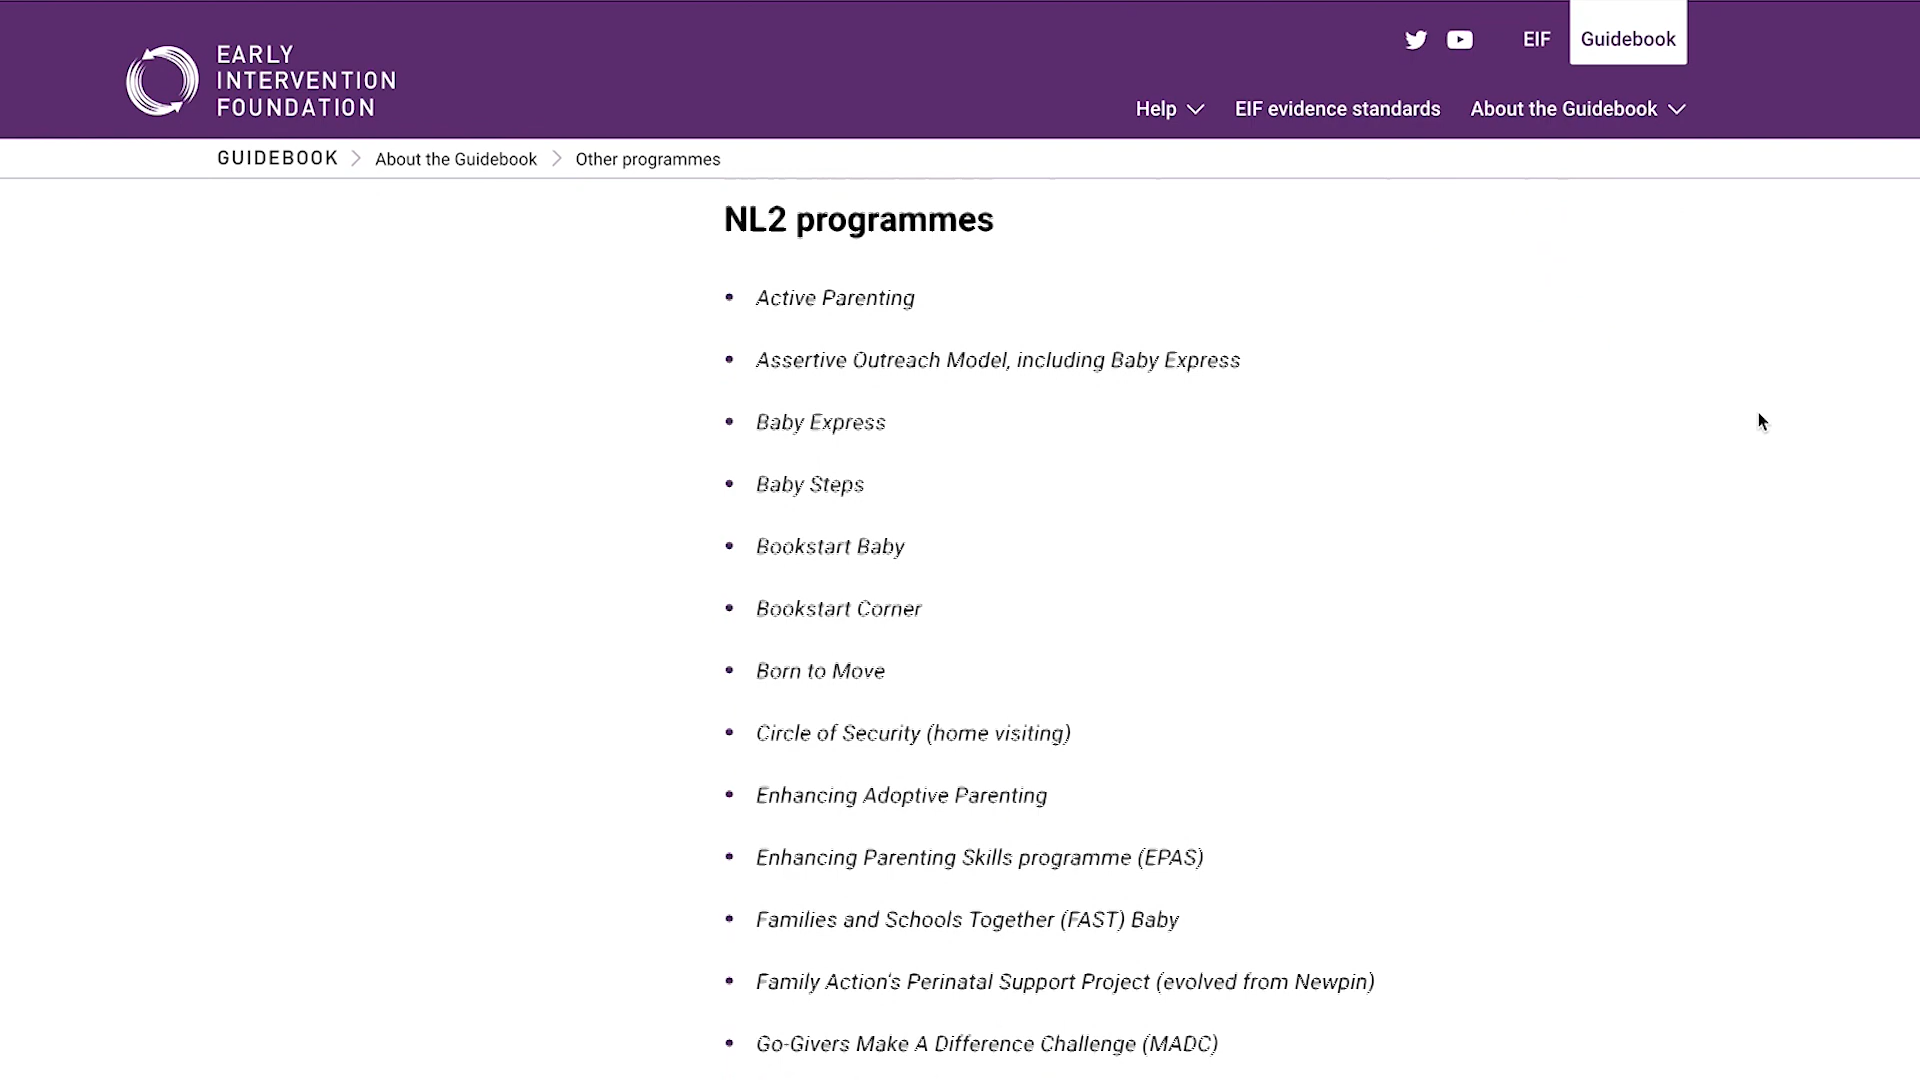 EARLY
INTERVENTION
FOUNDATION
EIF
Guidebook
Help
EIF evidence standards
About the Guidebook
GUIDEBOOK
About the Guidebook
Other programmes
NL2 programmes
• Active Parenting
• Assertive Outreach Model, including Baby Express
• Baby Express
• Baby Steps
• Bookstart Baby
• Bookstart Corner
• Born to Move
• Circle of Security (home visiting)
• Enhancing Adoptive Parenting
• Enhancing Parenting Skills programme (EPAS)
• Families and Schools Together (FAST) Baby
• Family Action's Perinatal Support Project (evolved from Newpin)
• Go-Givers Make A Difference Challenge (MADC)